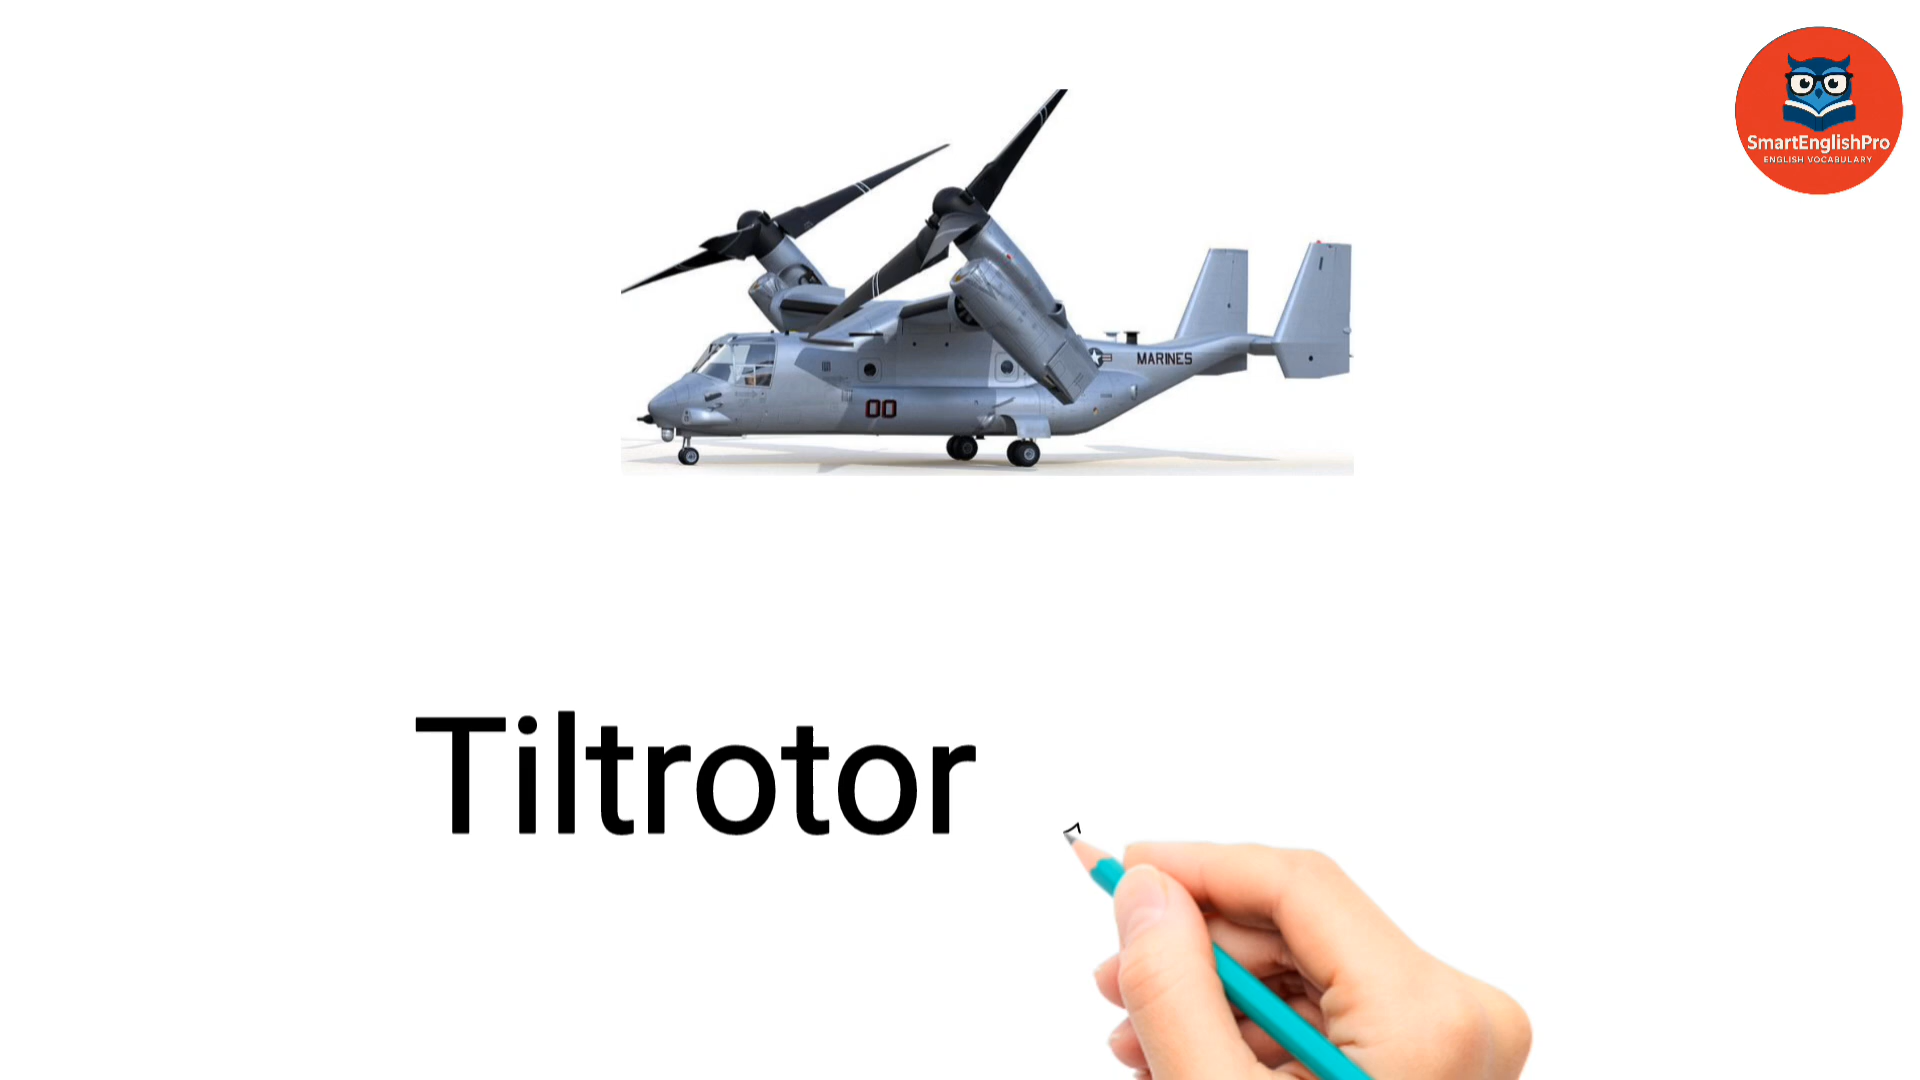 SmartEnglishPro
ENGLISH VOCABULARY
MARINES
00
Tiltrotor